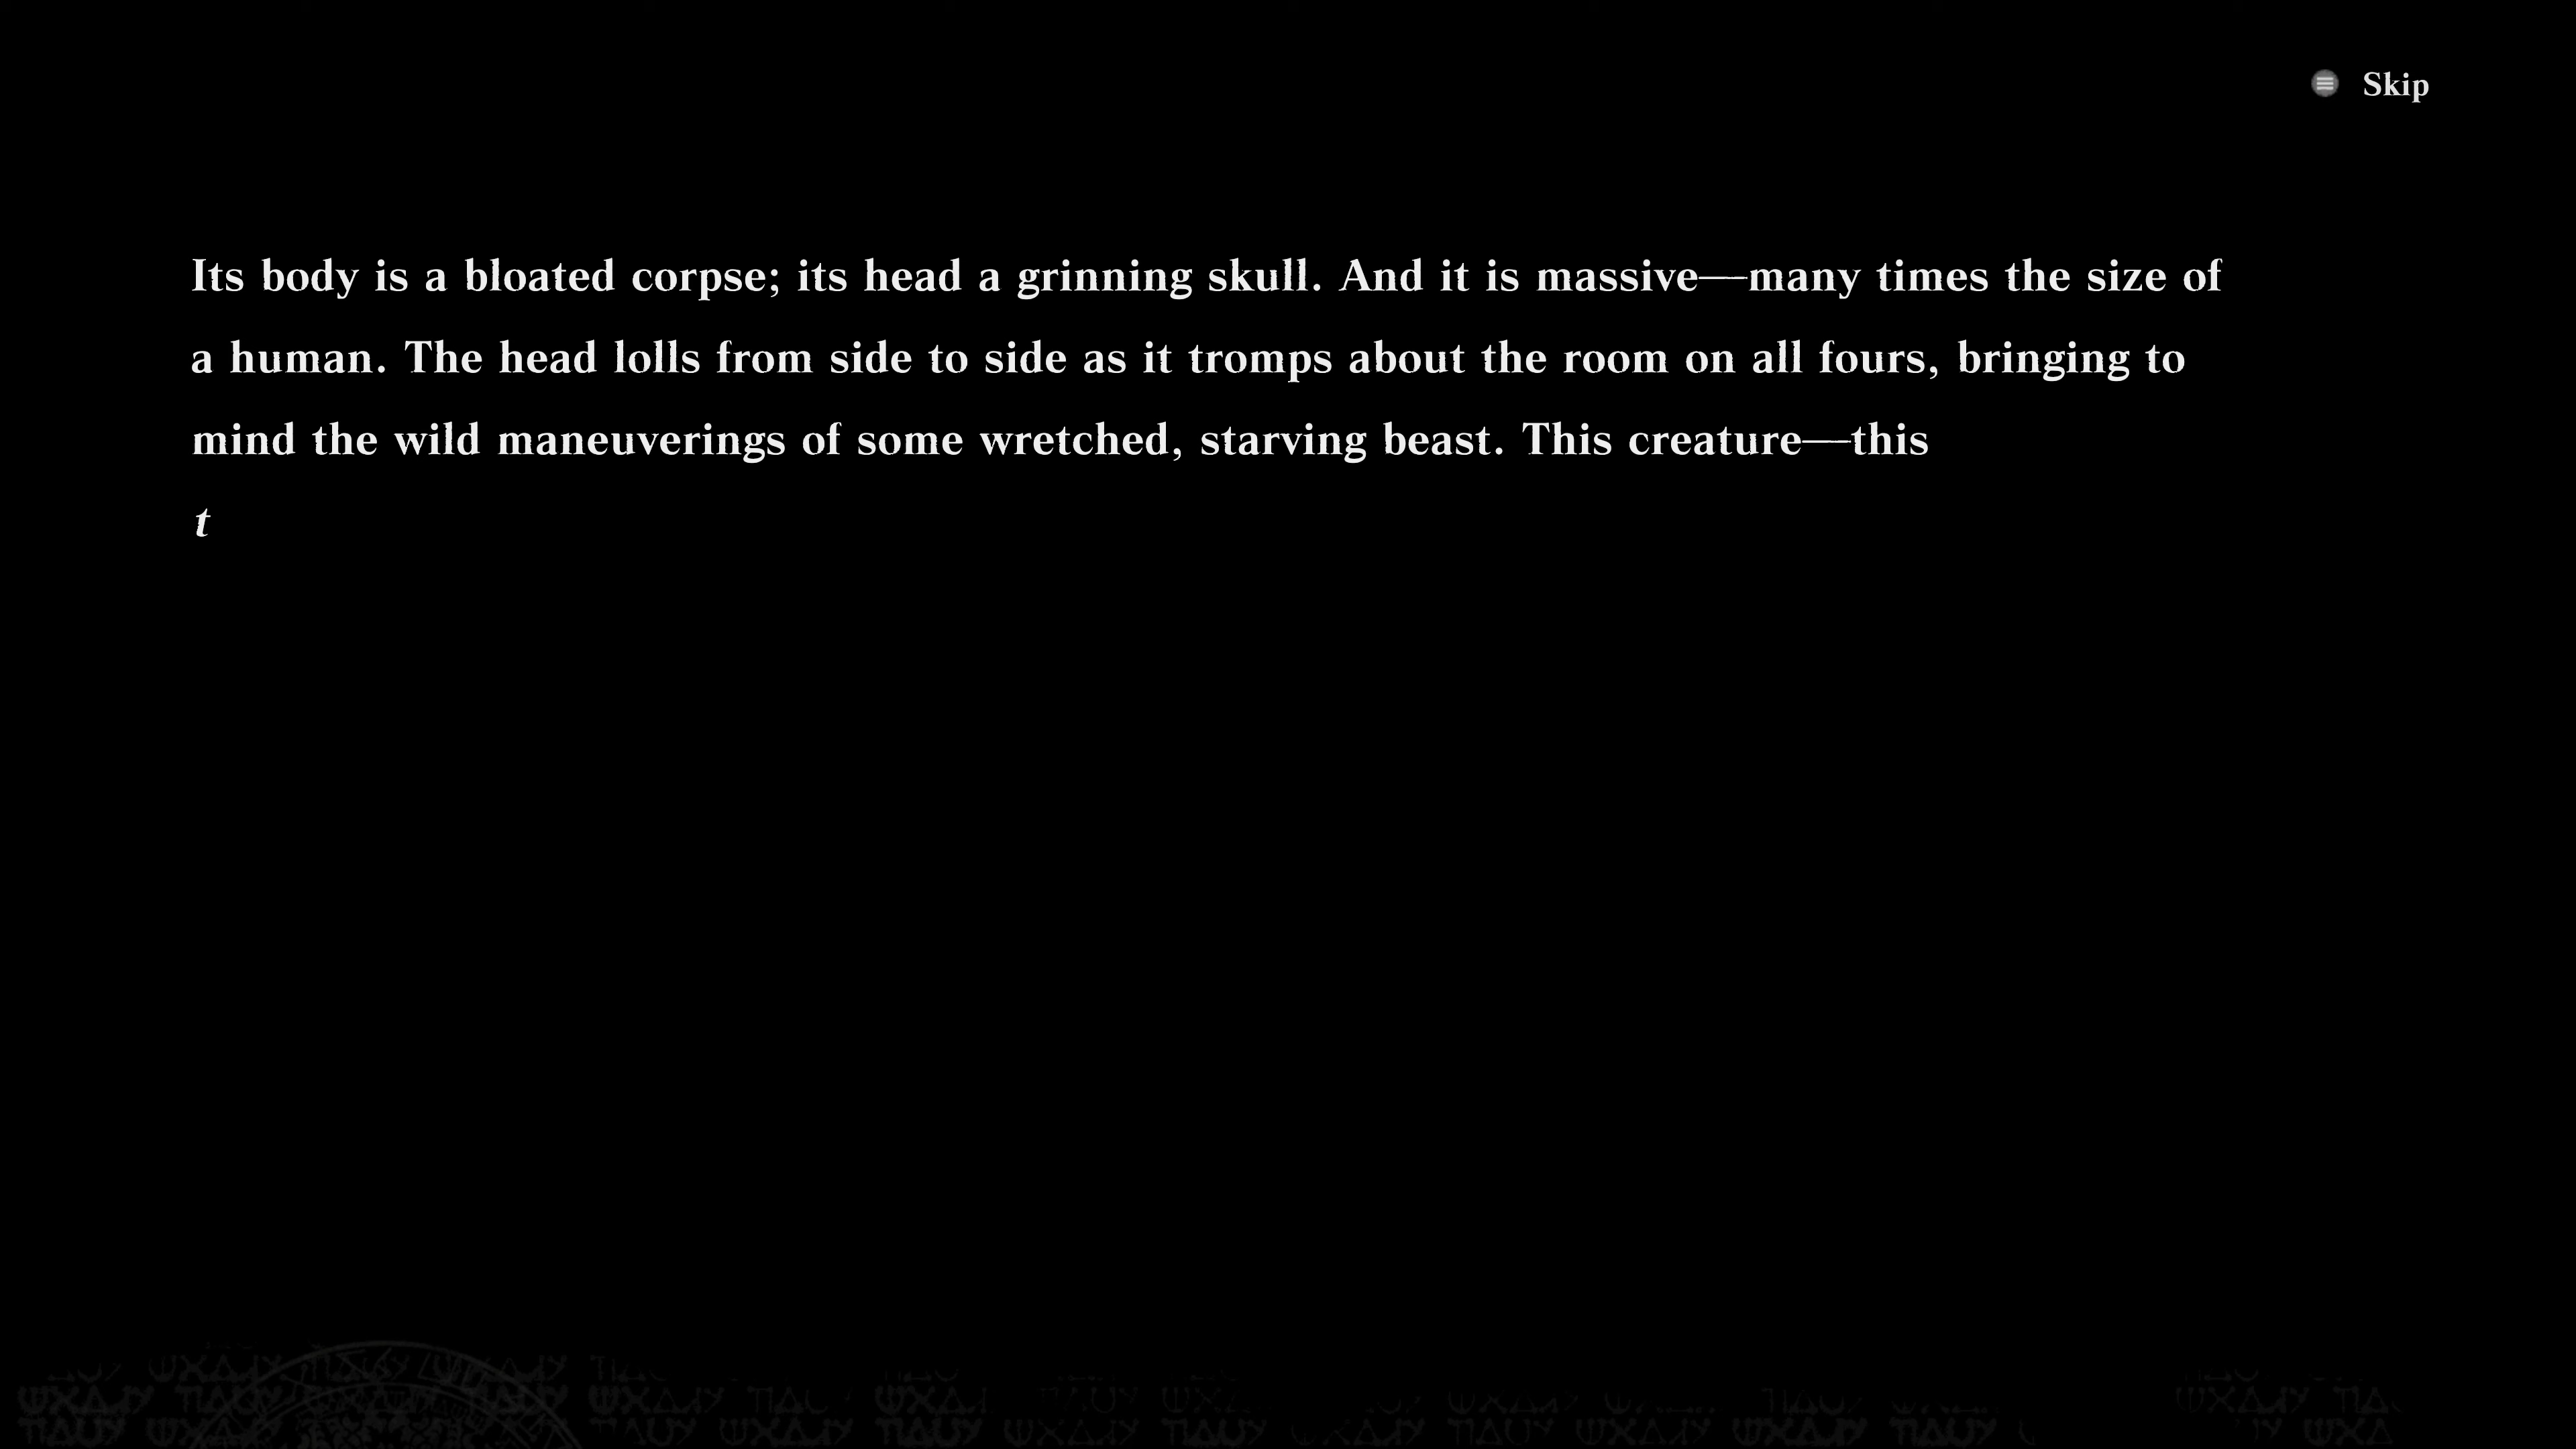 Skip
Its body is a bloated corpse; its head a grinning skull. And it is massive—many times the size of
a human. The head lolls from side to side as it tromps about the room on all fours, bringing to
mind the wild maneuverings of some wretched, starving beast. This creature—this
t